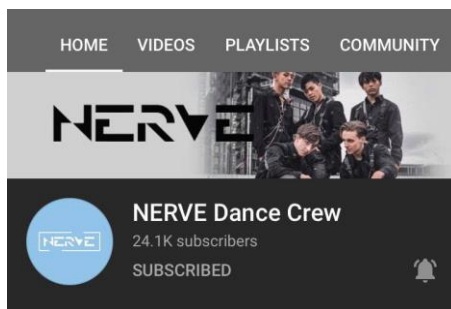 HOME VIDEOS PLAYLISTS COMMUNITY
NERVE
NERVE
NERVE Dance Crew
24.1K subscribers
SUBSCRIBED